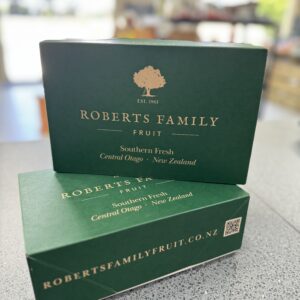 EST. 1963
ROBERTS FAMILY
FRUIT
Southern Fresh
Central Otago · New Zealand
ROBERTS FAMILY
FRUIT
Southern Fresh
Central Otago · New Zealand
ROBERTSFAMILYFRUIT.CO.NZ